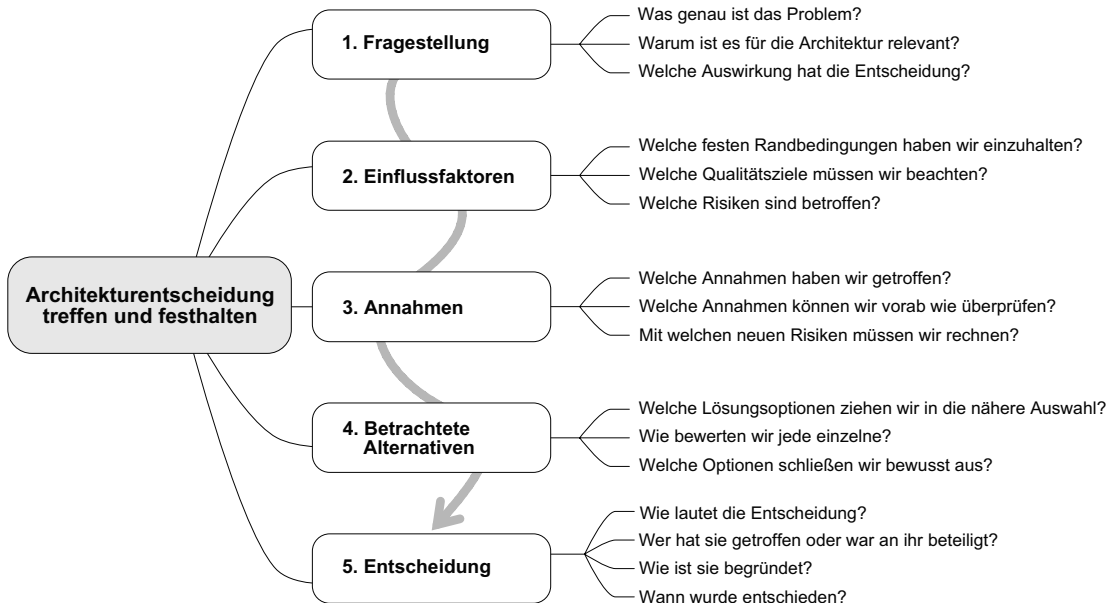 Architekturentscheidung
treffen und festhalten
1. Fragestellung
Was genau ist das Problem?
Warum ist es für die Architektur relevant?
Welche Auswirkung hat die Entscheidung?
2. Einflussfaktoren
Welche festen Randbedingungen haben wir einzuhalten?
Welche Qualitätsziele müssen wir beachten?
Welche Risiken sind betroffen?
3. Annahmen
Welche Annahmen haben wir getroffen?
Welche Annahmen können wir vorab wie überprüfen?
Mit welchen neuen Risiken müssen wir rechnen?
4. Betrachtete
Alternativen
Welche Lösungsoptionen ziehen wir in die nähere Auswahl?
Wie bewerten wir jede einzelne?
Welche Optionen schließen wir bewusst aus?
5. Entscheidung
Wie lautet die Entscheidung?
Wer hat sie getroffen oder war an ihr beteiligt?
Wie ist sie begründet?
Wann wurde entschieden?